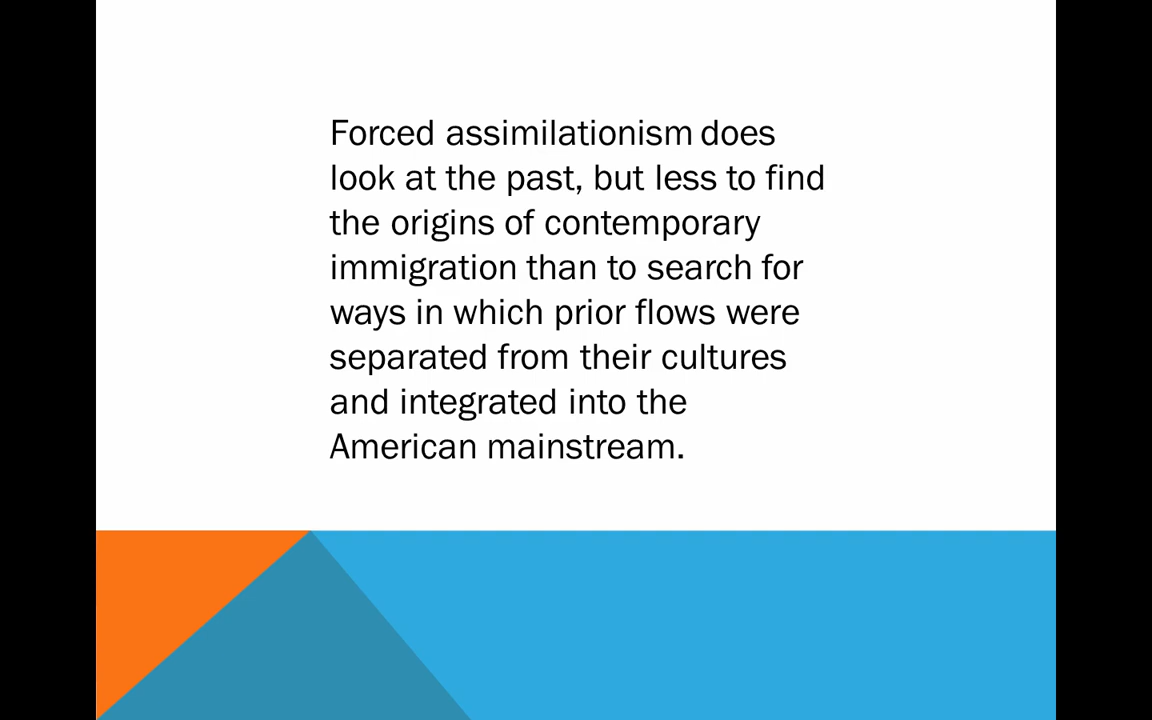 Forced assimilationism does
look at the past, but less to find
the origins of contemporary
immigration than to search for
ways in which prior flows were
separated from their cultures
and integrated into the
American mainstream.